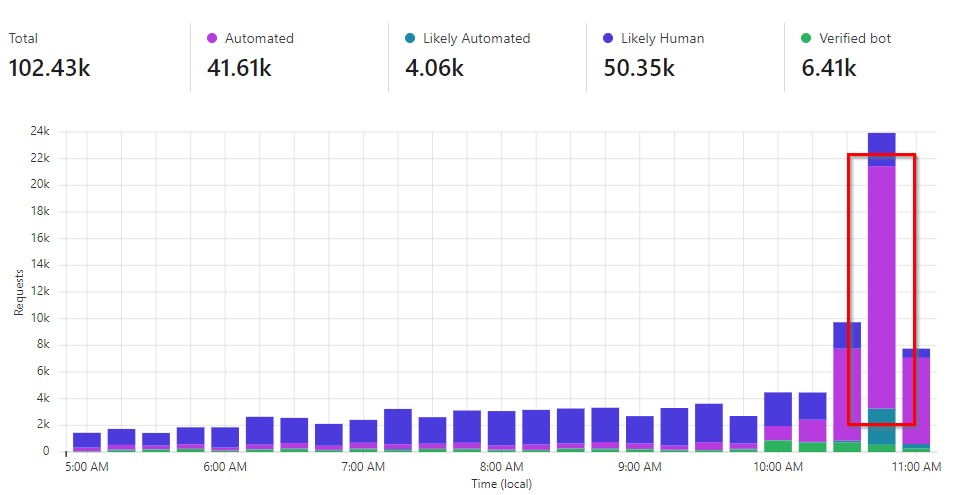 Total
102.43k
Automated
41.61k
Likely Automated
4.06k
Likely Human
50.35k
Verified bot
6.41k
24k
22k
20k
18k
16k
14k
12k
10k
8k
6k
4k
2k
0
Requests
5:00 AM 6:00 AM 7:00 AM 8:00 AM 9:00 AM 10:00 AM 11:00 AM
Time (local)